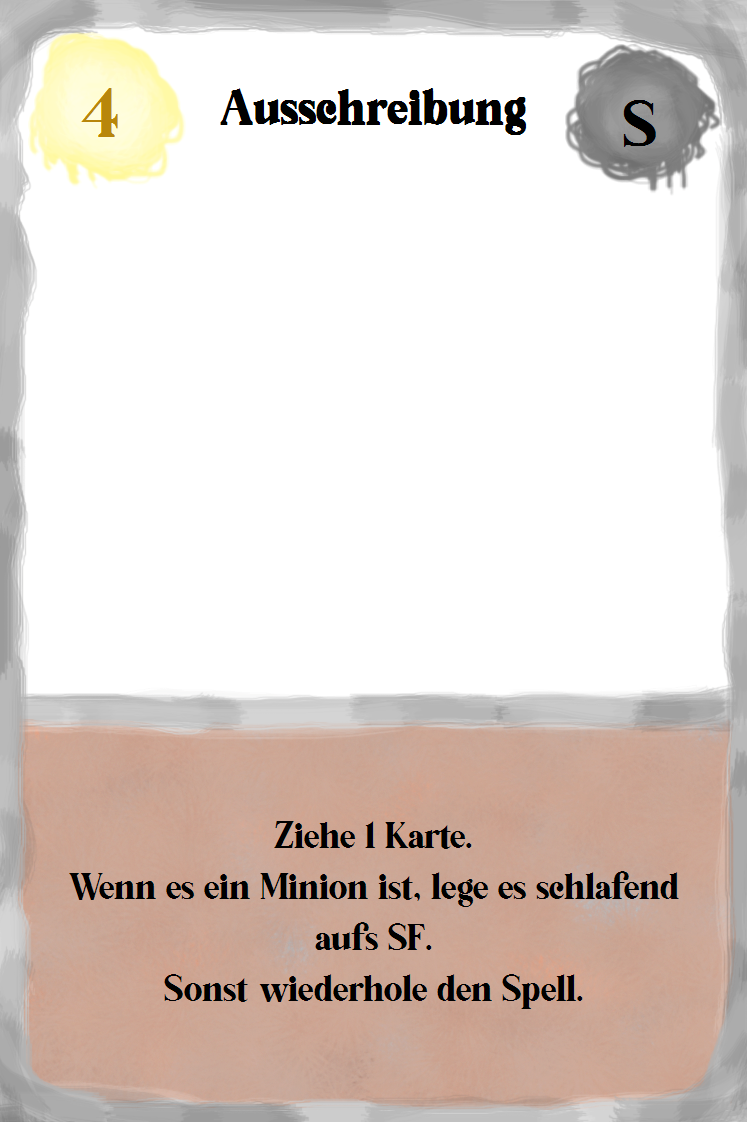 4
Ausschreibung
S
Ziehe 1 Karte.
Wenn es ein Minion ist, lege es schlafend
aufs SF.
Sonst wiederhole den Spell.